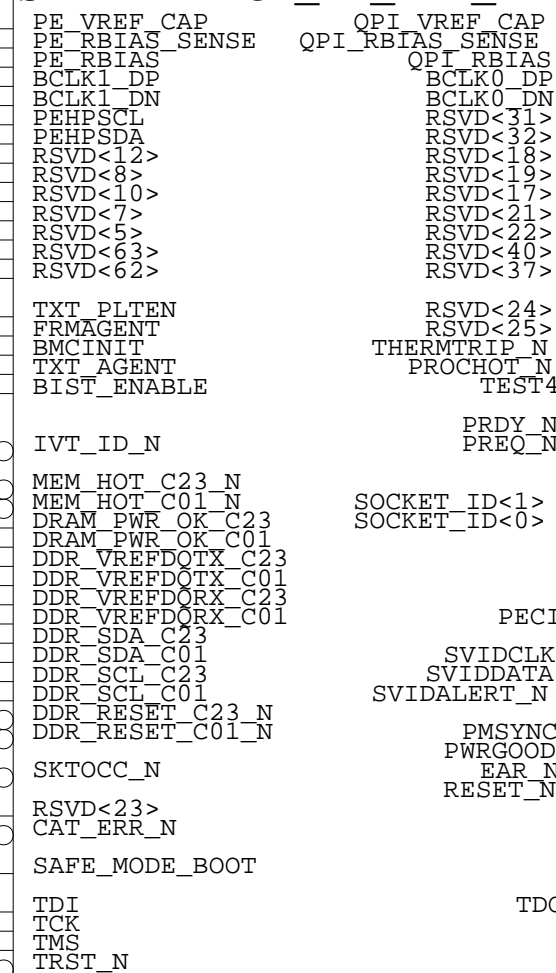 PE_VREF_CAP QPI_VREF_CAP
PE_RBIAS_SENSE QPI_RBIAS_SENSE
PE_RBIAS QPI_RBIAS
BCLK1_DP BCLK0_DP
BCLK1_DN BCLK0_DN
PEHPSCL RSVD<31>
PEHPSDA RSVD<32>
RSVD<12> RSVD<18>
RSVD<8> RSVD<19>
RSVD<10> RSVD<17>
RSVD<7> RSVD<21>
RSVD<5> RSVD<22>
RSVD<63> RSVD<40>
RSVD<62> RSVD<37>
TXT_PLTEN RSVD<24>
FRMAGENT RSVD<25>
BMCINIT THERMTRIP_N
TXT_AGENT PROCHOT_N
BIST_ENABLE TEST4
PRDY_N
IVT_ID_N PREQ_N
MEM_HOT_C23_N
MEM_HOT_C01_N SOCKET_ID<1>
DRAM_PWR_OK_C23 SOCKET_ID<0>
DRAM_PWR_OK_C01
DDR_VREFDQTX_C23
DDR_VREFDQTX_C01
DDR_VREFDQRX_C23
DDR_VREFDQRX_C01 PECI
DDR_SDA_C23
DDR_SDA_C01 SVIDCLK
DDR_SCL_C23 SVIDDATA
DDR_SCL_C01 SVIDALERT_N
DDR_RESET_C23_N
DDR_RESET_C01_N PMSYNC
PWRGOOD
SKTOCC_N EAR_N
RESET_N
RSVD<23>
CAT_ERR_N
SAFE_MODE_BOOT
TDI TDO
TCK
TMS
TRST_N